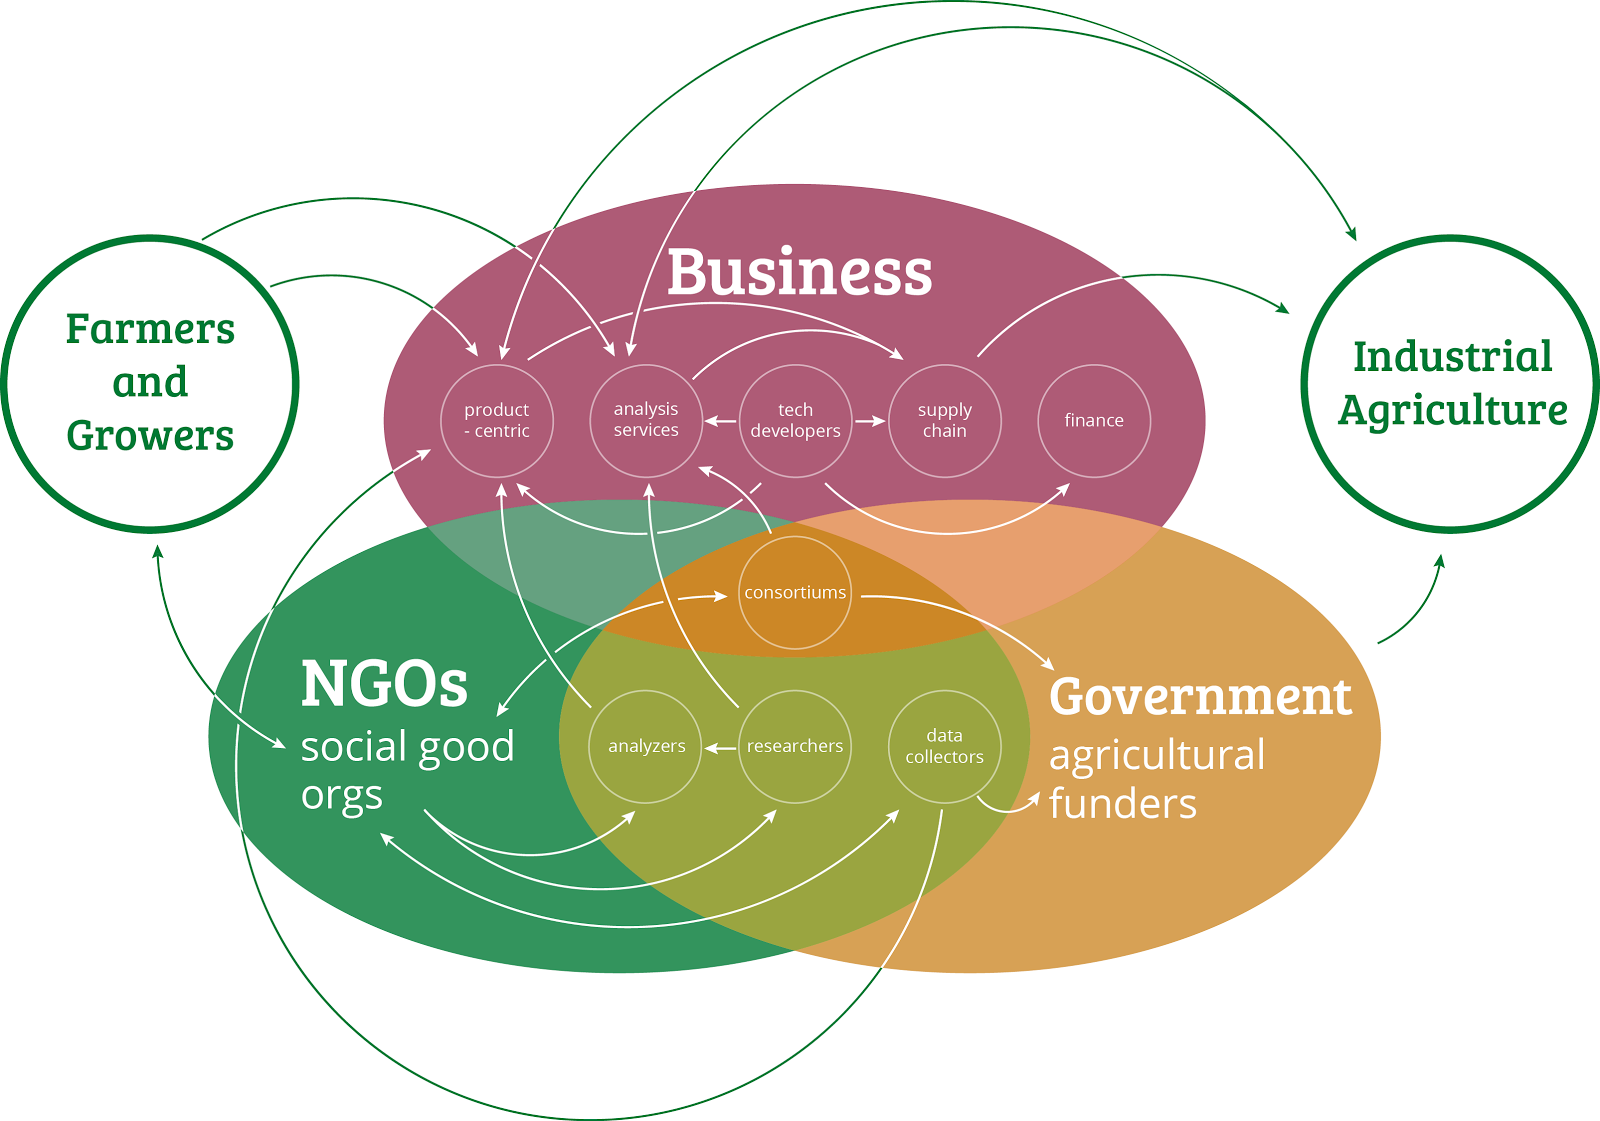 Business
Farmers
and
Growers
Industrial
Agriculture
product
- centric
analysis
services
tech
developers
supply
chain
finance
consortiums
NGOs
social good
orgs
analyzers
researchers
data
collectors
Government
agricultural
funders